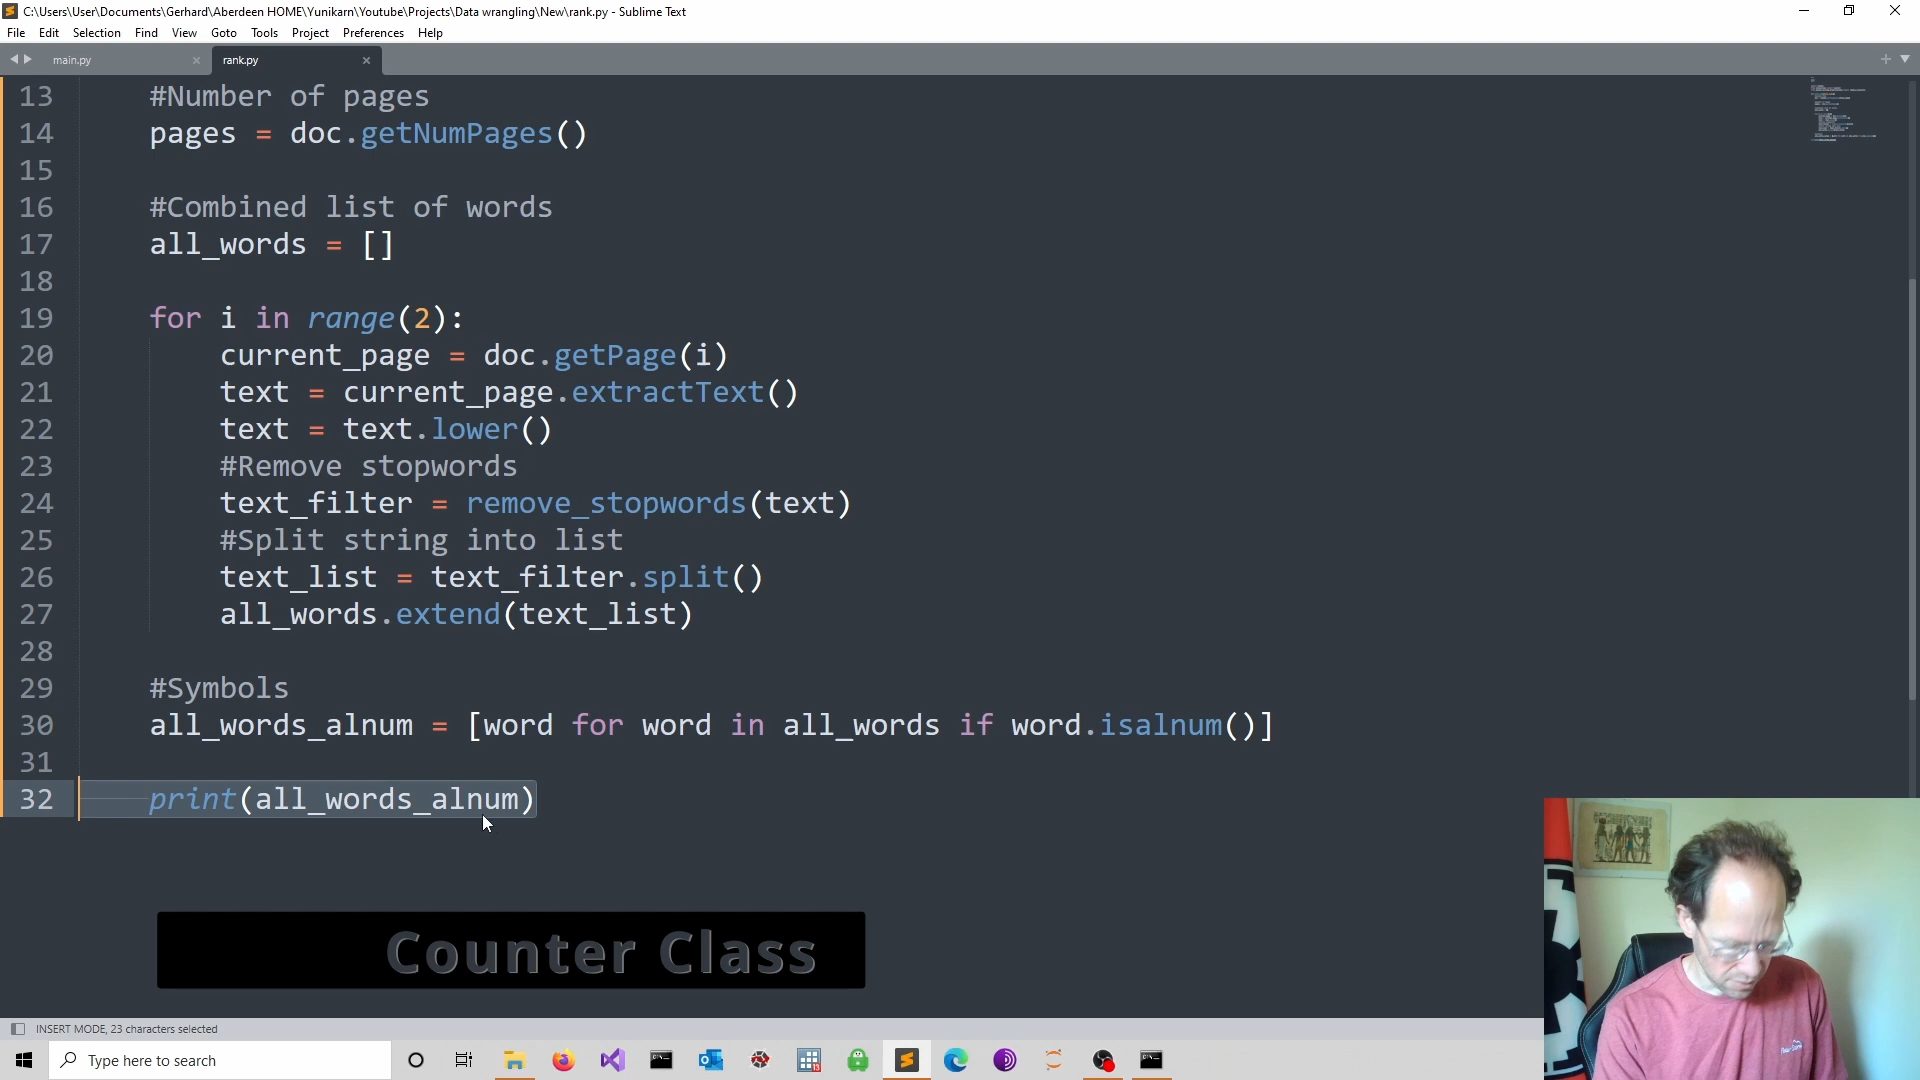 C:\Users\User\Documents\Gerhard\Aberdeen HOME\Yunikarn\Youtube\Projects\Data wrangling\New\rank.py - Sublime Text
File Edit Selection Find View Goto Tools Project Preferences Help
main.py rank.py
13 #Number of pages
14 pages = doc.getNumPages()
15
16 #Combined list of words
17 all_words = []
18
19 for i in range(2):
20 current_page = doc.getPage(i)
21 text = current_page.extractText()
22 text = text.lower()
23 #Remove stopwords
24 text_filter = remove_stopwords(text)
25 #Split string into list
26 text_list = text_filter.split()
27 all_words.extend(text_list)
28
29 #Symbols
30 all_words_alnum = [word for word in all_words if word.isalnum()]
31
32 print(all_words_alnum)
Counter Class
INSERT MODE, 23 characters selected
Type here to search